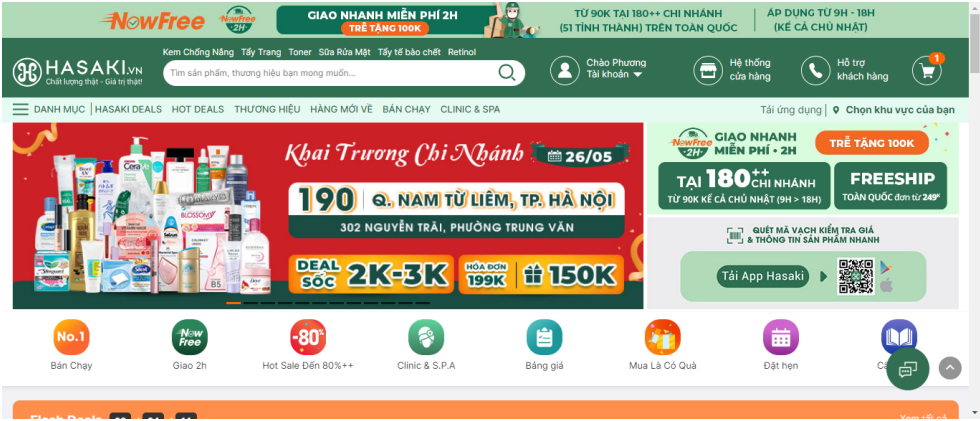 NowFree
NowFree
2H
GIAO NHANH MIỄN PHÍ 2H
TRỄ TẶNG 100K
TỪ 90K TẠI 180++ CHI NHÁNH
(51 TỈNH THÀNH) TRÊN TOÀN QUỐC
ÁP DỤNG TỪ 9H - 18H
(KỂ CẢ CHỦ NHẬT)
Kem Chống Nắng Tẩy Trang Toner Sữa Rửa Mặt Tẩy tế bào chết Retinol
HASAKI.VN
Chất lượng thật - Giá trị thật!
Tìm sản phẩm, thương hiệu bạn mong muốn...
Chào Phương
Tài khoản
Hệ thống
cửa hàng
Hỗ trợ
khách hàng
1
DANH MỤC | HASAKI DEALS HOT DEALS THƯƠNG HIỆU HÀNG MỚI VỀ BÁN CHẠY CLINIC & SPA
Tải ứng dụng | Chọn khu vực của bạn
Khai Trương Chi Nhánh 26/05
190 Q. NAM TỪ LIÊM, TP. HÀ NỘI
302 NGUYỄN TRÃI, PHƯỜNG TRUNG VĂN
DEAL
SỐC 2K-3K
HÓA ĐƠN
199K 150K
CeraVe
BLOSSOMY
B5
Dove
NowFree
2H
GIAO NHANH
MIỄN PHÍ • 2H
TRỄ TẶNG 100K
TẠI 180++ CHI NHÁNH
TỪ 90K KỂ CẢ CHỦ NHẬT (9H > 18H)
FREESHIP
TOÀN QUỐC đơn từ 249K
QUÉT MÃ VẠCH KIỂM TRA GIÁ
& THÔNG TIN SẢN PHẨM NHANH
Tải App Hasaki
No.1
Now
Free
-80%
Bán Chạy
Giao 2h
Hot Sale Đến 80%++
Clinic & S.P.A
Bảng giá
Mua Là Có Quà
Đặt hẹn